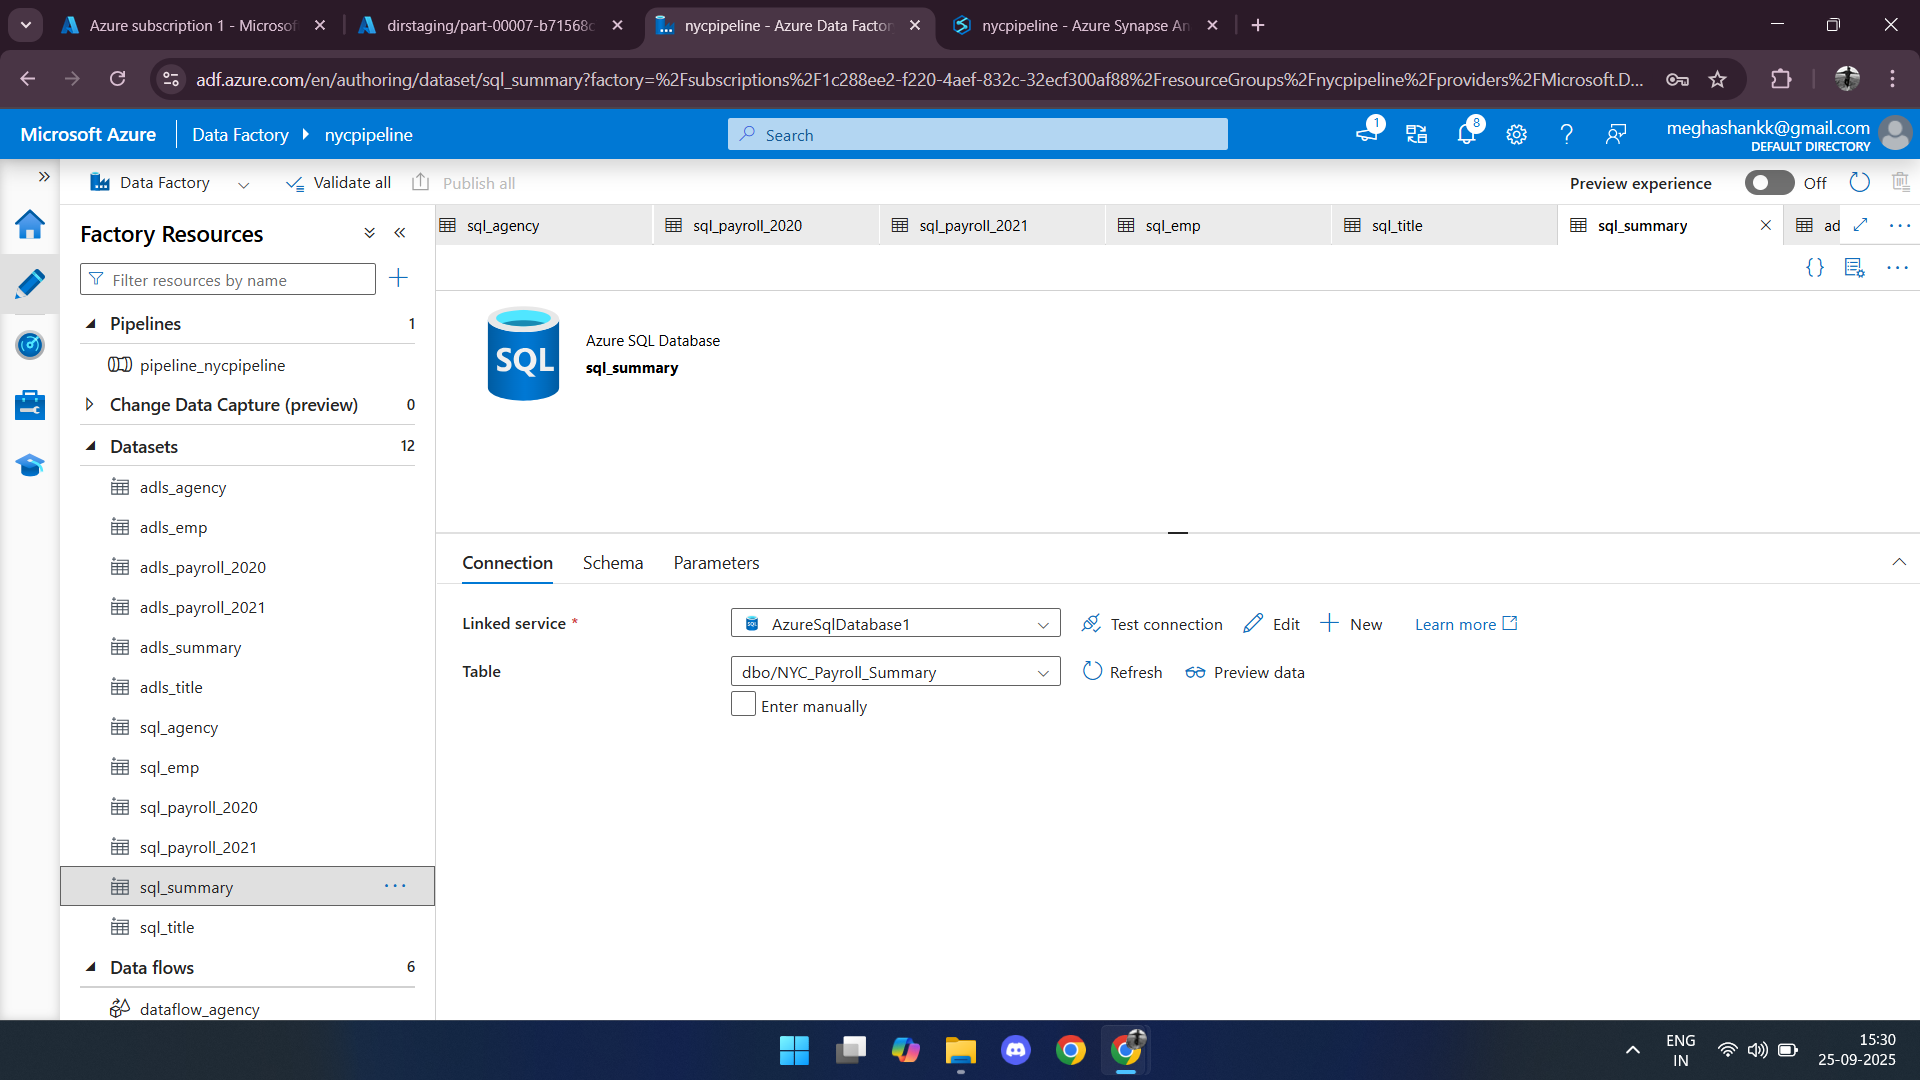 Azure subscription 1 - Microsof
dirstaging/part-00007-b71568c
nycpipeline - Azure Data Factor
nycpipeline - Azure Synapse An
adf.azure.com/en/authoring/dataset/sql_summary?factory=%2Fsubscriptions%2F1c288ee2-f220-4aef-832c-32ecf300af88%2FresourceGroups%2Fnycpipeline%2Fproviders%2FMicrosoft.D...
Microsoft Azure
Data Factory
nycpipeline
Search
1
8
meghashankk@gmail.com
DEFAULT DIRECTORY
Data Factory
Validate all
Publish all
Preview experience
Off
Factory Resources
Filter resources by name
Pipelines 1
pipeline_nycpipeline
Change Data Capture (preview) 0
Datasets 12
adls_agency
adls_emp
adls_payroll_2020
adls_payroll_2021
adls_summary
adls_title
sql_agency
sql_emp
sql_payroll_2020
sql_payroll_2021
sql_summary
sql_title
Data flows 6
dataflow_agency
sql_agency
sql_payroll_2020
sql_payroll_2021
sql_emp
sql_title
sql_summary
ad
SQL
Azure SQL Database
sql_summary
Connection
Schema
Parameters
Linked service *
AzureSqlDatabase1
Test connection
Edit
New
Learn more
Table
dbo/NYC_Payroll_Summary
Refresh
Preview data
Enter manually
ENG
IN
15:30
25-09-2025